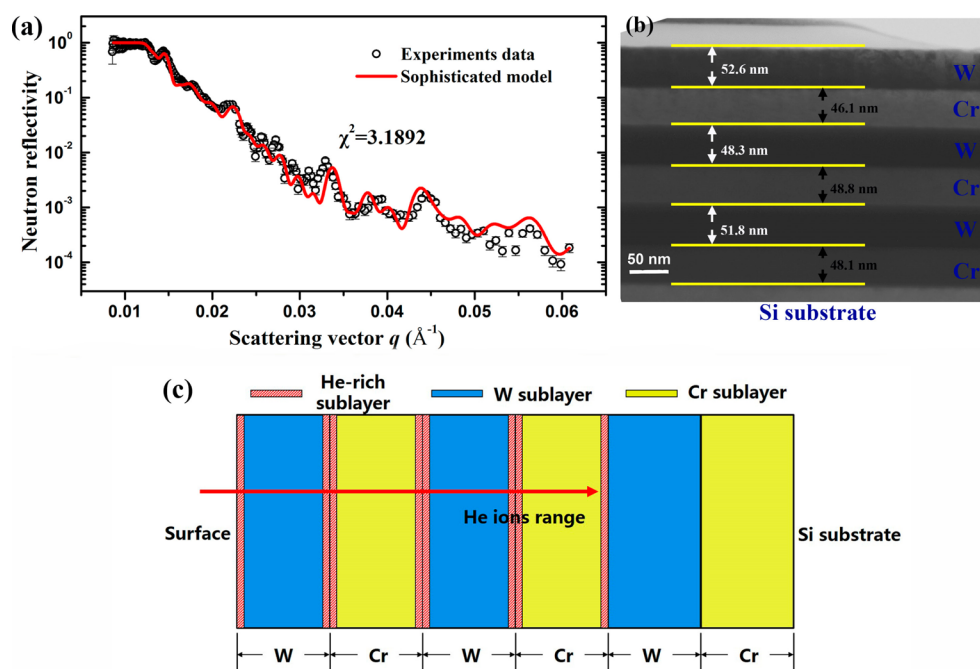 (a)
10⁰
10⁻¹
10⁻²
10⁻³
10⁻⁴
Neutron reflectivity
Experiments data
Sophisticated model
χ²=3.1892
0.01
0.02
0.03
0.04
0.05
0.06
Scattering vector q (Å⁻¹)
(b)
52.6 nm
W
46.1 nm
Cr
48.3 nm
W
48.8 nm
Cr
51.8 nm
W
48.1 nm
Cr
50 nm
Si substrate
(c)
He-rich
sublayer
W sublayer
Cr sublayer
He ions range
Surface
Si substrate
W
Cr
W
Cr
W
Cr